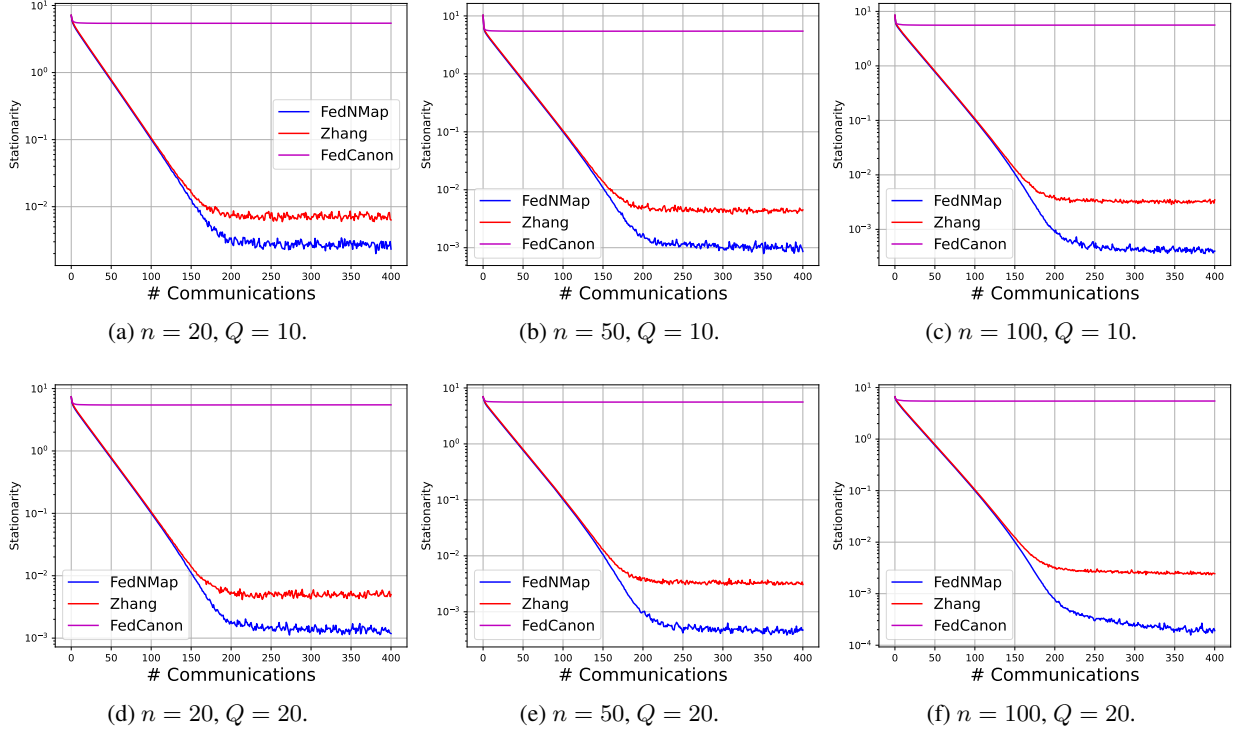 10^1
10^0
10^-1
10^-2
Stationarity
FedNMap
Zhang
FedCanon
0 50 100 150 200 250 300 350 400
# Communications
(a) n = 20, Q = 10.
10^1
10^0
10^-1
10^-2
10^-3
Stationarity
FedNMap
Zhang
FedCanon
0 50 100 150 200 250 300 350 400
# Communications
(b) n = 50, Q = 10.
10^1
10^0
10^-1
10^-2
10^-3
Stationarity
FedNMap
Zhang
FedCanon
0 50 100 150 200 250 300 350 400
# Communications
(c) n = 100, Q = 10.
10^1
10^0
10^-1
10^-2
10^-3
Stationarity
FedNMap
Zhang
FedCanon
0 50 100 150 200 250 300 350 400
# Communications
(d) n = 20, Q = 20.
10^1
10^0
10^-1
10^-2
10^-3
Stationarity
FedNMap
Zhang
FedCanon
0 50 100 150 200 250 300 350 400
# Communications
(e) n = 50, Q = 20.
10^1
10^0
10^-1
10^-2
10^-3
10^-4
Stationarity
FedNMap
Zhang
FedCanon
0 50 100 150 200 250 300 350 400
# Communications
(f) n = 100, Q = 20.